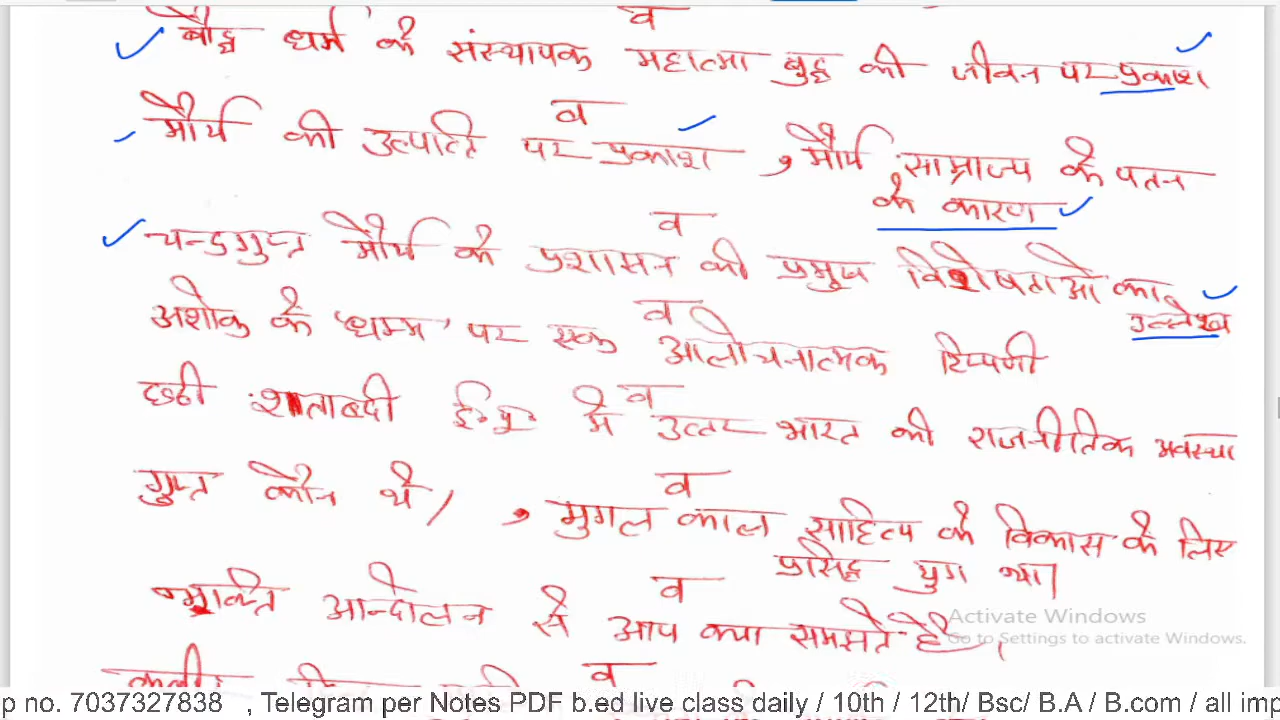 व
बौद्ध धर्म के संस्थापक महात्मा बुद्ध की जीवन पर प्रकाश
व
मौर्य की उत्पत्ति पर प्रकाश , मौर्य साम्राज्य के पतन
के कारण
व
चन्द्रगुप्त मौर्य के प्रशासन की प्रमुख विशेषताओ का
उल्लेख
व
अशोक के 'धम्म' पर एक आलोचनात्मक टिप्पणी
व
छठी शताबदी ई॰पू॰ में उत्तर भारत की राजनीतिक अवस्था
व
गुप्त कौन थे / , मुगल काल साहित्य के विकास के लिए
प्रसिद्ध युग था।
व
भक्ति आन्दोलन से आप क्या समझते है।
व
Activate Windows
Go to Settings to activate Windows.
p no. 7037327838 , Telegram per Notes PDF b.ed live class daily / 10th / 12th/ Bsc/ B.A / B.com / all imp